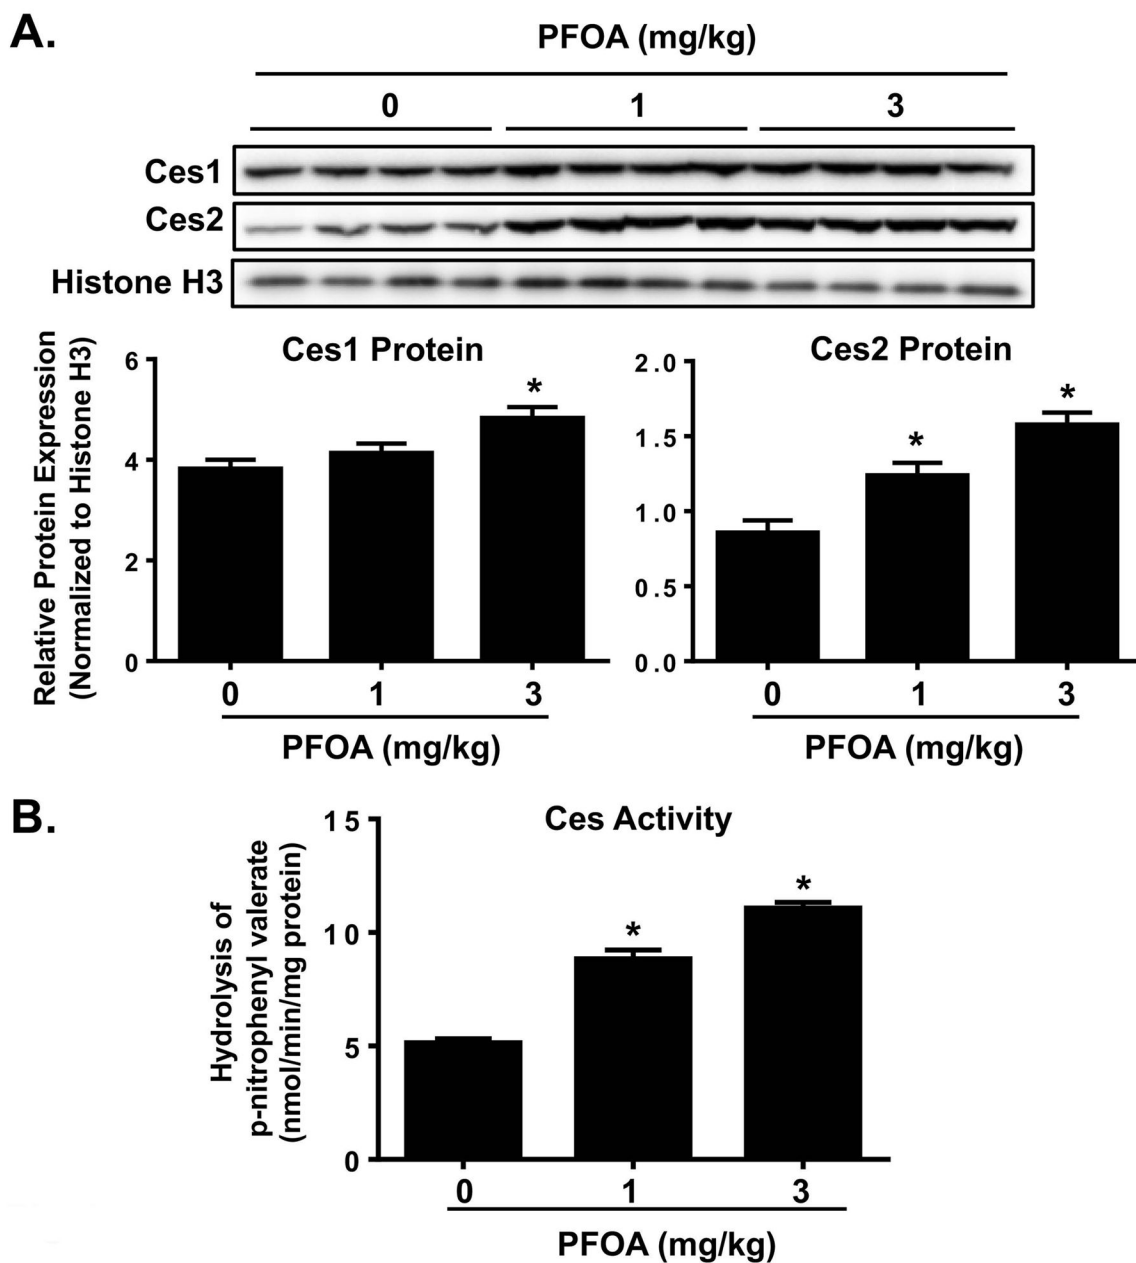 A.
PFOA (mg/kg)
0 1 3
Ces1
Ces2
Histone H3
Relative Protein Expression
(Normalized to Histone H3)
Ces1 Protein
6
4
2
0
*
0 1 3
PFOA (mg/kg)
Ces2 Protein
2.0
1.5
1.0
0.5
0.0
*
*
0 1 3
PFOA (mg/kg)
B.
Ces Activity
Hydrolysis of
p-nitrophenyl valerate
(nmol/min/mg protein)
15
10
5
0
*
*
0 1 3
PFOA (mg/kg)